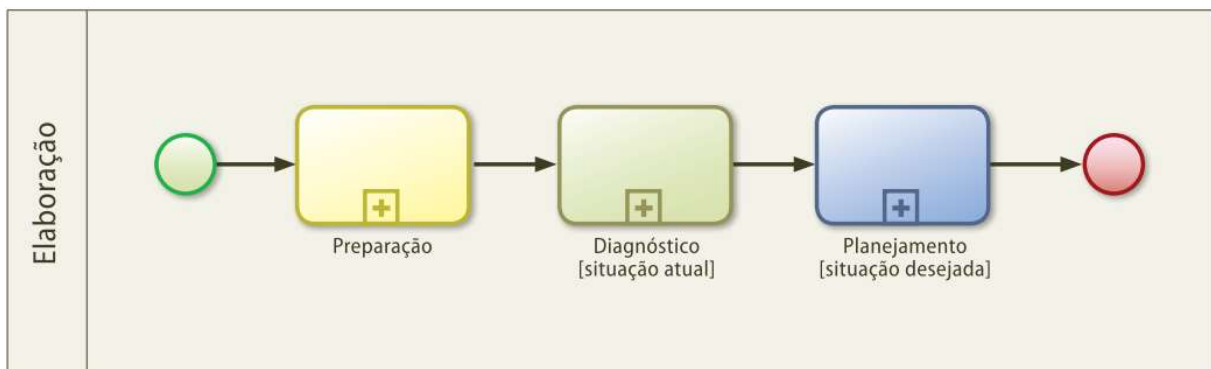 Elaboração
Preparação
Diagnóstico
[situação atual]
Planejamento
[situação desejada]